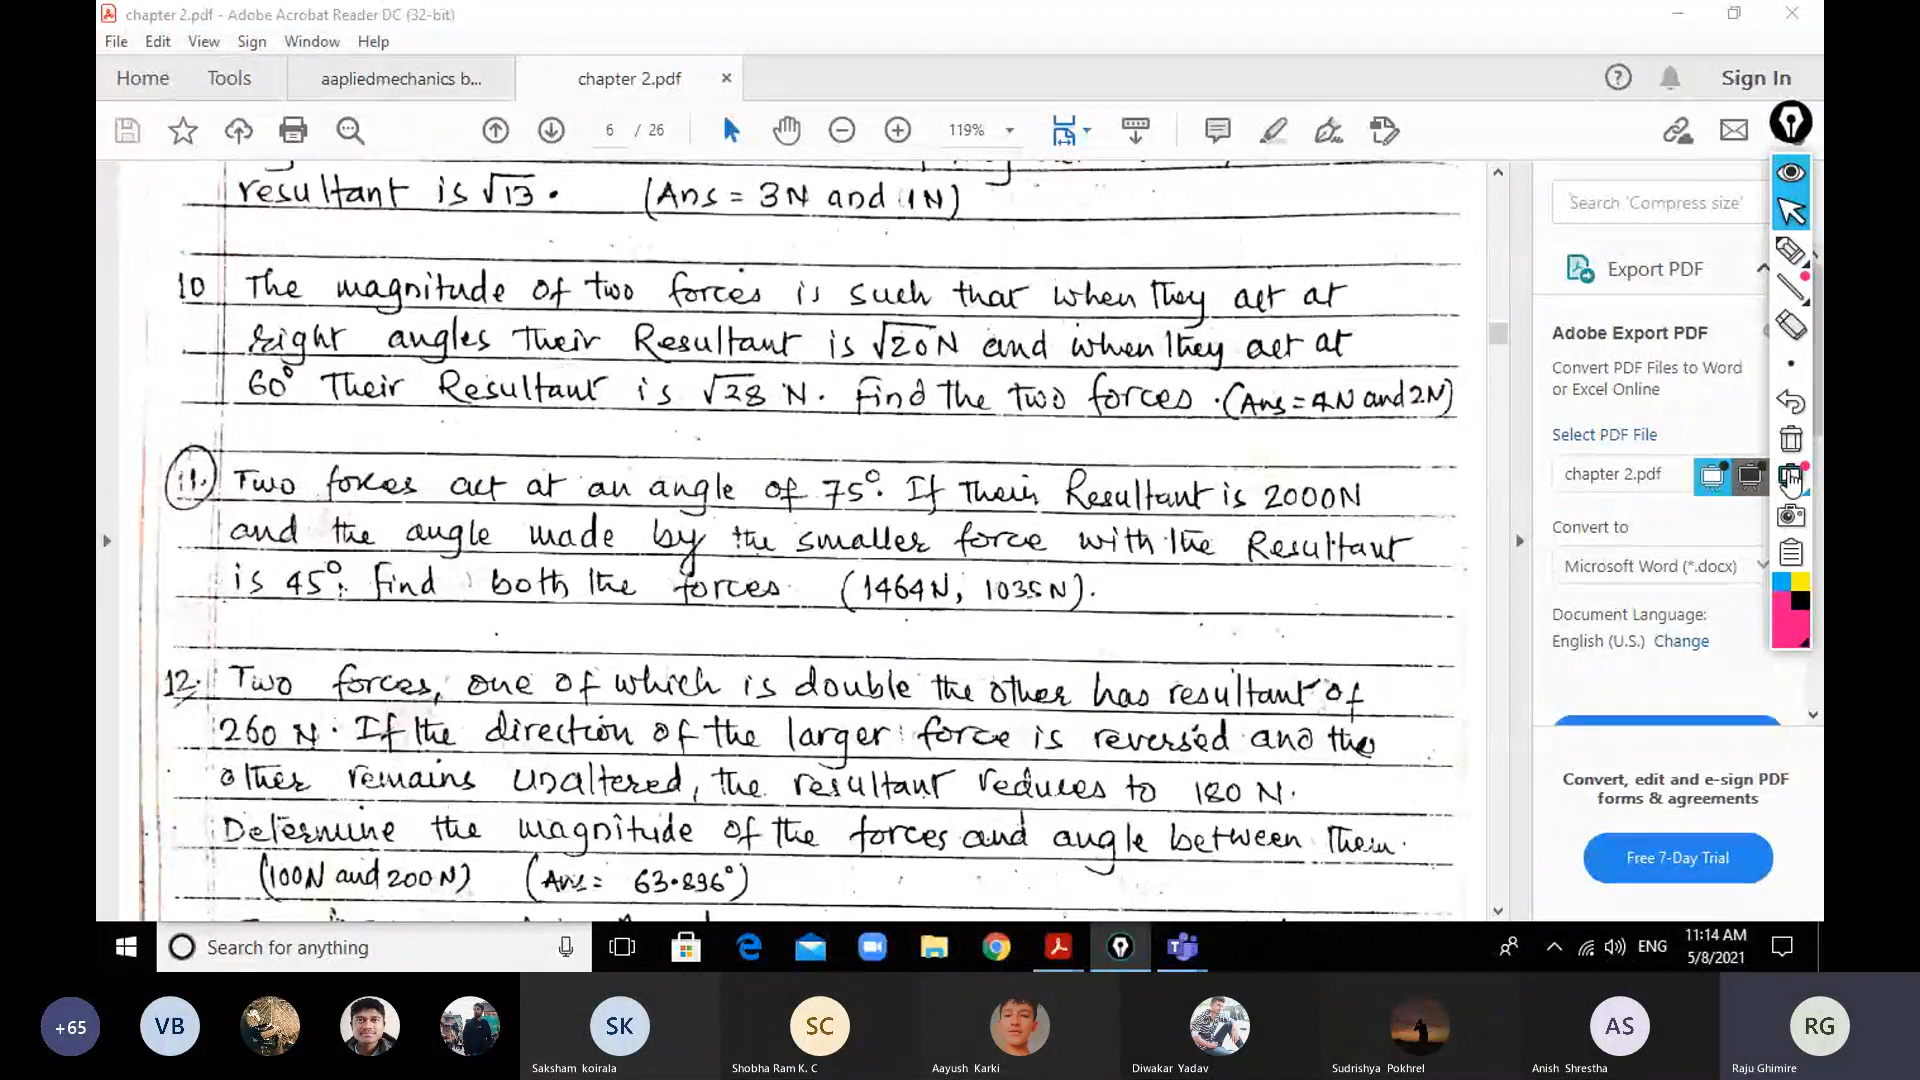 chapter 2.pdf - Adobe Acrobat Reader DC (32-bit)
File Edit View Sign Window Help
Home Tools aapliedmechanics b... chapter 2.pdf × Sign In
6 / 26 119%
resultant is √13. (Ans = 3N and 1N)
10 The magnitude of two forces is such that when they act at
right angles their Resultant is √20 N and when they act at
60° Their Resultant is √28 N. Find the two forces. (Ans = 4N and 2N)
11. Two forces act at an angle of 75°. If Their Resultant is 2000N
and the angle made by the smaller force with the Resultant
is 45°. Find both the forces (1464N, 1035N).
12. Two forces, one of which is double the other has resultant of
260 N. If the direction of the larger force is reversed and the
other remains unaltered, the resultant reduces to 180 N.
Determine the magnitude of the forces and angle between them.
(100N and 200N) (Ans = 63.896°)
Search 'Compress size'
Export PDF
Adobe Export PDF
Convert PDF Files to Word
or Excel Online
Select PDF File
chapter 2.pdf
Convert to
Microsoft Word (*.docx)
Document Language:
English (U.S.) Change
Convert, edit and e-sign PDF
forms & agreements
Free 7-Day Trial
Search for anything
ENG
11:14 AM
5/8/2021
+65 VB SK SC AS RG
Saksham koirala Shobha Ram K. C Aayush Karki Diwakar Yadav Sudrishya Pokhrel Anish Shrestha Raju Ghimire